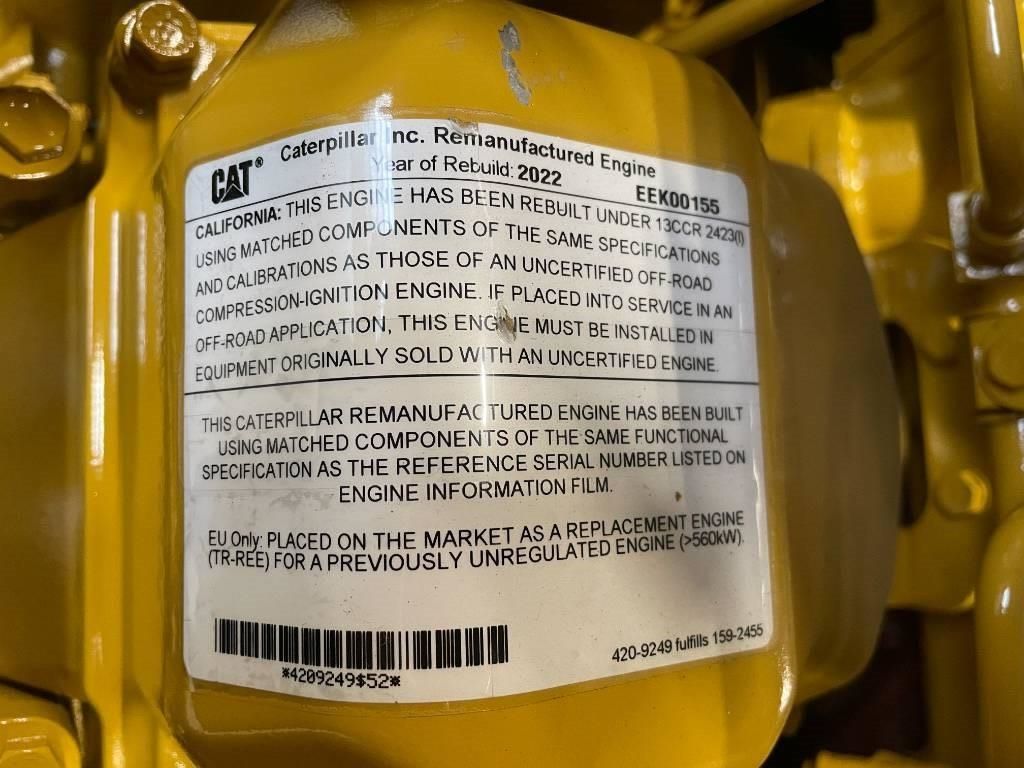 CAT® Caterpillar Inc. Remanufactured Engine
Year of Rebuild: 2022 EEK00155
CALIFORNIA: THIS ENGINE HAS BEEN REBUILT UNDER 13CCR 2423(l)
USING MATCHED COMPONENTS OF THE SAME SPECIFICATIONS
AND CALIBRATIONS AS THOSE OF AN UNCERTIFIED OFF-ROAD
COMPRESSION-IGNITION ENGINE. IF PLACED INTO SERVICE IN AN
OFF-ROAD APPLICATION, THIS ENGINE MUST BE INSTALLED IN
EQUIPMENT ORIGINALLY SOLD WITH AN UNCERTIFIED ENGINE.
THIS CATERPILLAR REMANUFACTURED ENGINE HAS BEEN BUILT
USING MATCHED COMPONENTS OF THE SAME FUNCTIONAL
SPECIFICATION AS THE REFERENCE SERIAL NUMBER LISTED ON
ENGINE INFORMATION FILM.
EU Only: PLACED ON THE MARKET AS A REPLACEMENT ENGINE
(TR-REE) FOR A PREVIOUSLY UNREGULATED ENGINE (>560kW).
*4209249$52*
420-9249 fulfills 159-2455